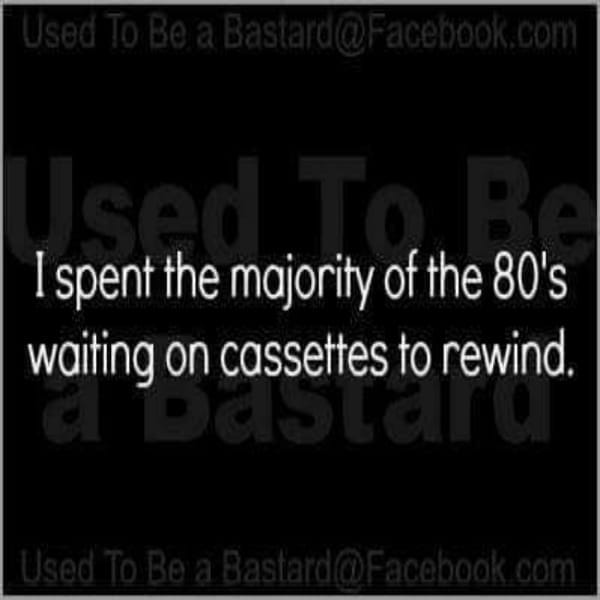 Used To Be a Bastard@Facebook.com
Used To Be
I spent the majority of the 80's
waiting on cassettes to rewind.
a Bastard
Used To Be a Bastard@Facebook.com